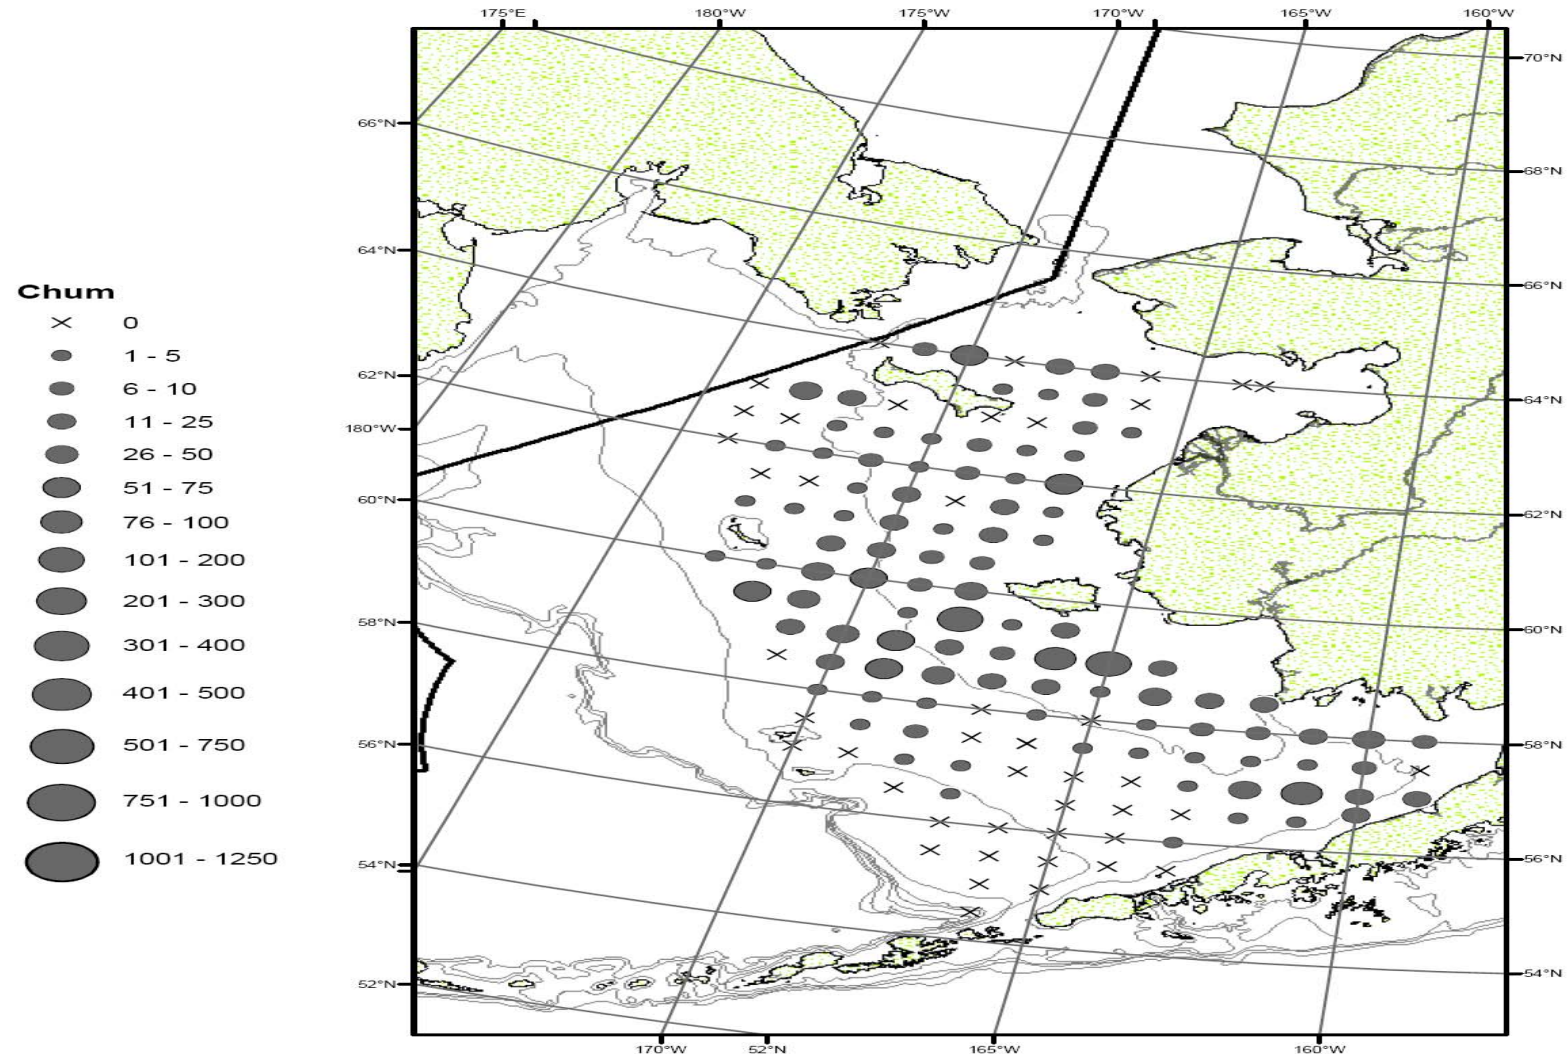 175°E 180°W 175°W 170°W 165°W 160°W
70°N
66°N
68°N
64°N
66°N
62°N
64°N
180°W
60°N
62°N
58°N
60°N
56°N
58°N
54°N
56°N
52°N
54°N
170°W 52°N 165°W 160°W
Chum
0
1 - 5
6 - 10
11 - 25
26 - 50
51 - 75
76 - 100
101 - 200
201 - 300
301 - 400
401 - 500
501 - 750
751 - 1000
1001 - 1250